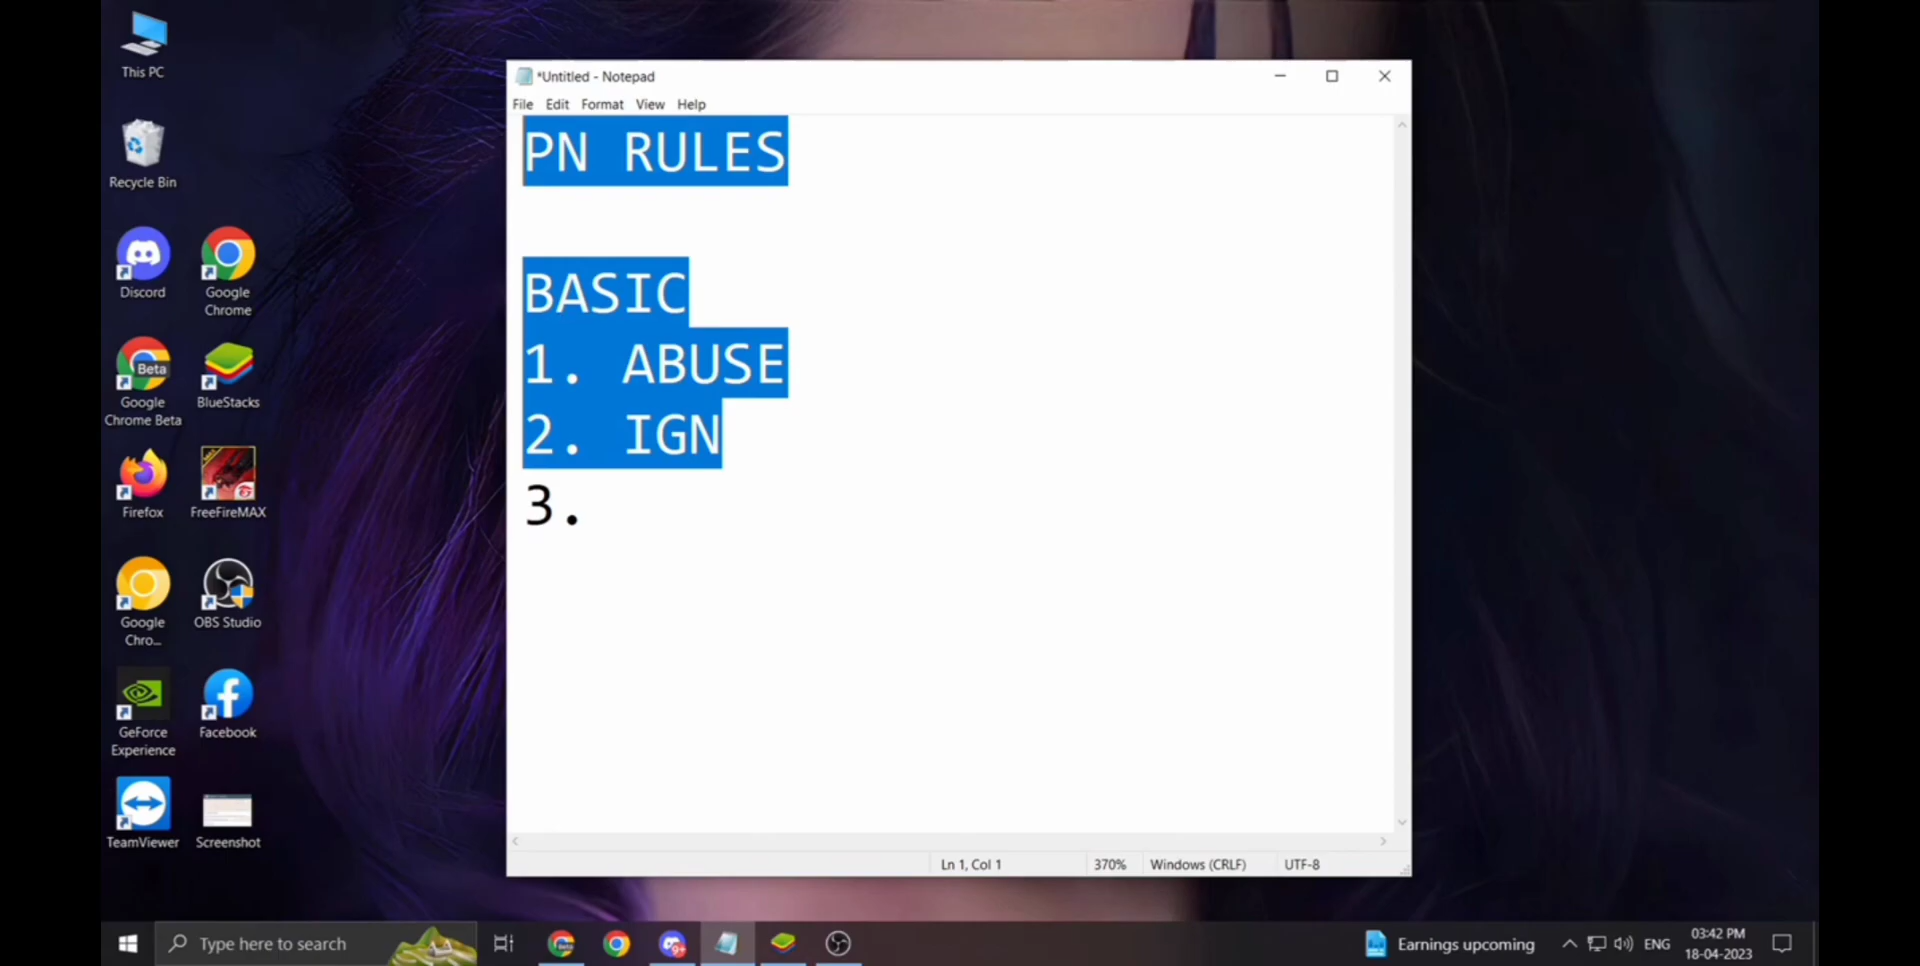 This PC
Recycle Bin
Discord
Google
Chrome
Beta
Google
Chrome Beta
BlueStacks
Firefox
FreeFireMAX
Google
Chro...
OBS Studio
GeForce
Experience
Facebook
TeamViewer
Screenshot
*Untitled - Notepad
File Edit Format View Help
PN RULES
BASIC
1. ABUSE
2. IGN
3.
Ln 1, Col 1 370% Windows (CRLF) UTF-8
Type here to search
Earnings upcoming
ENG
03:42 PM
18-04-2023